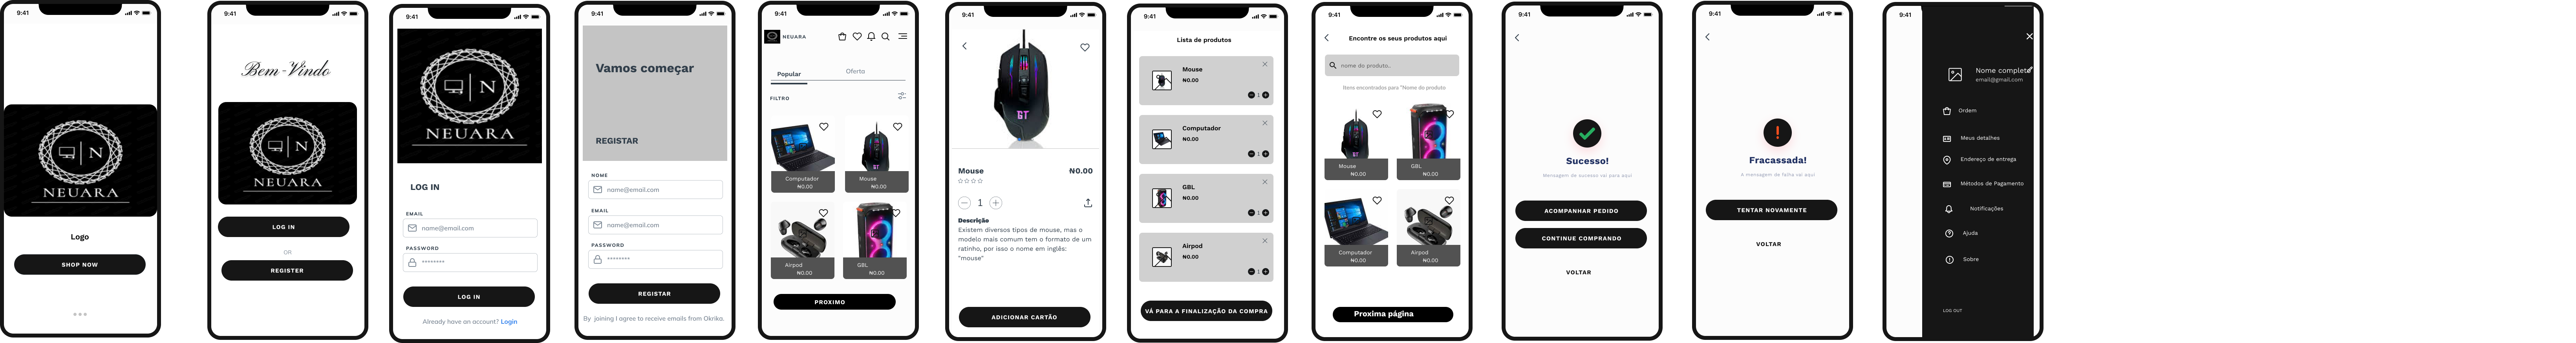 9:41
N
NEUARA
Logo
SHOP NOW
9:41
Bem-Vindo
N
NEUARA
LOG IN
OR
REGISTER
9:41
N
NEUARA
LOG IN
EMAIL
name@email.com
PASSWORD
********
LOG IN
Already have an account? Login
9:41
Vamos começar
REGISTAR
NOME
name@email.com
EMAIL
name@email.com
PASSWORD
********
REGISTAR
By joining I agree to receive emails from Okrika.
9:41
NEUARA
Popular
Oferto
FILTRO
Computador
₦0.00
Mouse
₦0.00
Airpod
₦0.00
GBL
₦0.00
PROXIMO
9:41
GT
Mouse
₦0.00
1
Descrição
Existem diversos tipos de mouse, mas o
modelo mais comum tem o formato de um
ratinho, por isso o nome em inglês:
"mouse"
ADICIONAR CARTÃO
9:41
Lista de produtos
Mouse
₦0.00
1
Computador
₦0.00
1
GBL
₦0.00
1
Airpod
₦0.00
1
VÁ PARA A FINALIZAÇÃO DA COMPRA
9:41
Encontre os seus produtos aqui
nome do produto..
Itens encontrados para "Nome do produto
Mouse
₦0.00
GBL
₦0.00
Computador
₦0.00
Airpod
₦0.00
Proxima página
9:41
Sucesso!
Mensagem de sucesso vai para aqui
ACOMPANHAR PEDIDO
CONTINUE COMPRANDO
VOLTAR
9:41
Fracassada!
A mensagem de falha vai aqui
TENTAR NOVAMENTE
VOLTAR
9:41
Nome completo
email@gmail.com
Ordem
Meus detalhes
Endereço de entrega
Métodos de Pagamento
Notificações
Ajuda
Sobre
LOG OUT